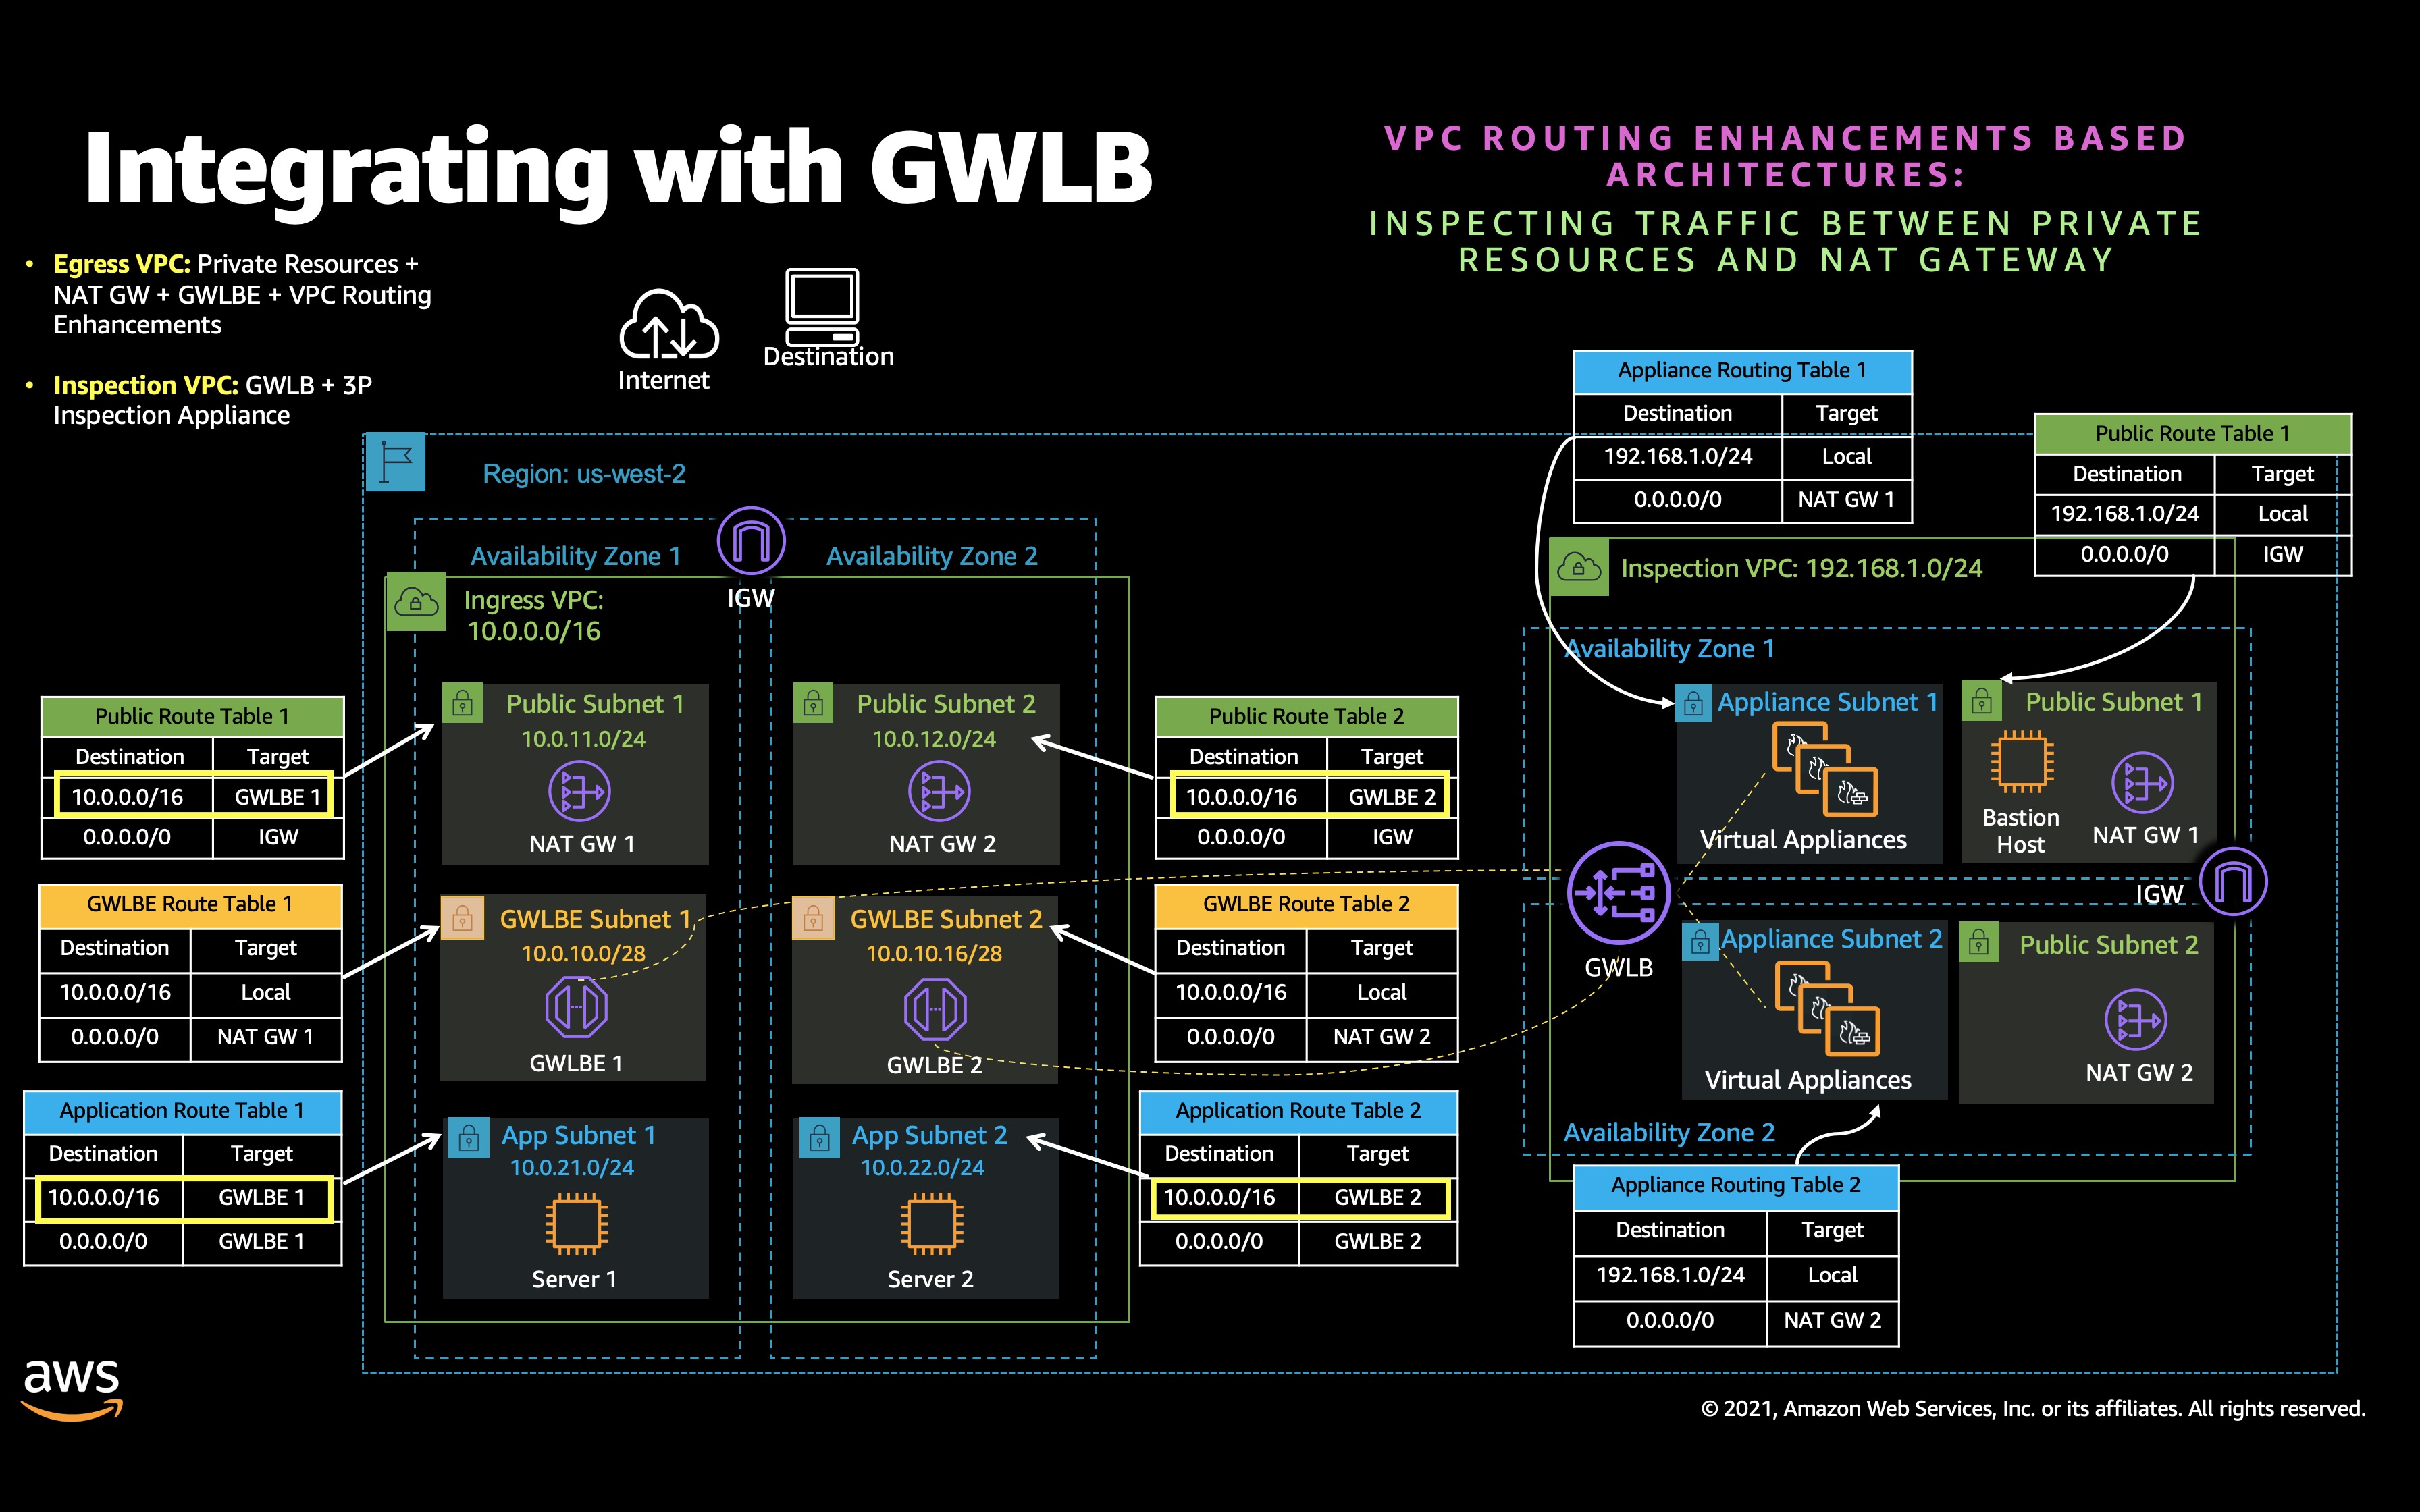 Integrating with GWLB
VPC ROUTING ENHANCEMENTS BASED
ARCHITECTURES:
INSPECTING TRAFFIC BETWEEN PRIVATE
RESOURCES AND NAT GATEWAY
• Egress VPC: Private Resources +
NAT GW + GWLBE + VPC Routing
Enhancements
• Inspection VPC: GWLB + 3P
Inspection Appliance
Internet
Destination
Region: us-west-2
Availability Zone 1
Availability Zone 2
IGW
Ingress VPC:
10.0.0.0/16
Public Subnet 1
10.0.11.0/24
NAT GW 1
Public Subnet 2
10.0.12.0/24
NAT GW 2
GWLBE Subnet 1
10.0.10.0/28
GWLBE 1
GWLBE Subnet 2
10.0.10.16/28
GWLBE 2
App Subnet 1
10.0.21.0/24
Server 1
App Subnet 2
10.0.22.0/24
Server 2
Public Route Table 1
Destination Target
10.0.0.0/16 GWLBE 1
0.0.0.0/0 IGW
GWLBE Route Table 1
Destination Target
10.0.0.0/16 Local
0.0.0.0/0 NAT GW 1
Application Route Table 1
Destination Target
10.0.0.0/16 GWLBE 1
0.0.0.0/0 GWLBE 1
Public Route Table 2
Destination Target
10.0.0.0/16 GWLBE 2
0.0.0.0/0 IGW
GWLBE Route Table 2
Destination Target
10.0.0.0/16 Local
0.0.0.0/0 NAT GW 2
Application Route Table 2
Destination Target
10.0.0.0/16 GWLBE 2
0.0.0.0/0 GWLBE 2
Appliance Routing Table 1
Destination Target
192.168.1.0/24 Local
0.0.0.0/0 NAT GW 1
Public Route Table 1
Destination Target
192.168.1.0/24 Local
0.0.0.0/0 IGW
Inspection VPC: 192.168.1.0/24
Availability Zone 1
Appliance Subnet 1
Virtual Appliances
Public Subnet 1
Bastion
Host
NAT GW 1
GWLB
IGW
Appliance Subnet 2
Virtual Appliances
Public Subnet 2
NAT GW 2
Availability Zone 2
Appliance Routing Table 2
Destination Target
192.168.1.0/24 Local
0.0.0.0/0 NAT GW 2
aws
© 2021, Amazon Web Services, Inc. or its affiliates. All rights reserved.